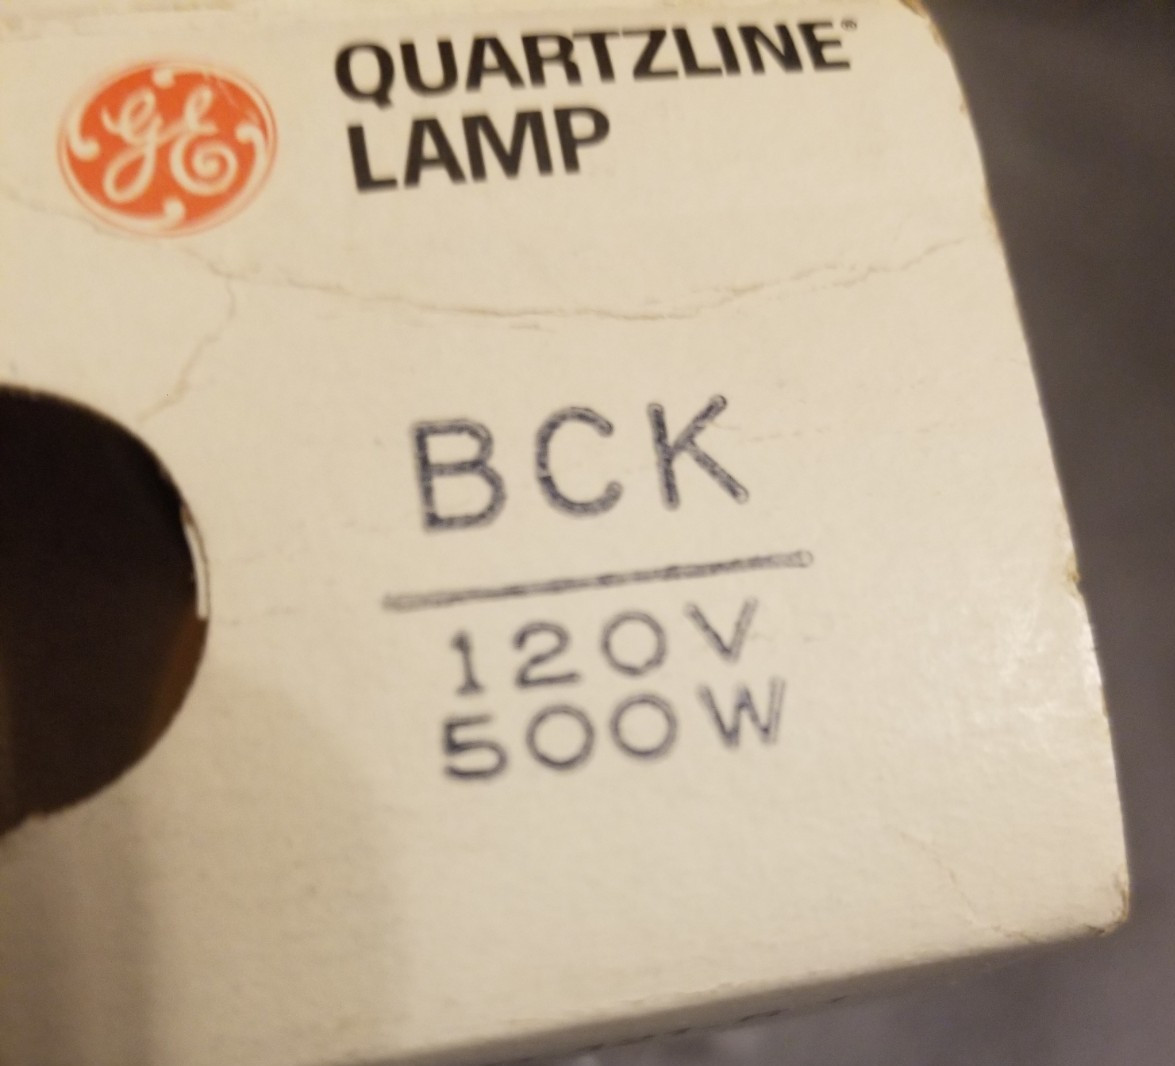 GE
QUARTZLINE®
LAMP
BCK
120V
500W